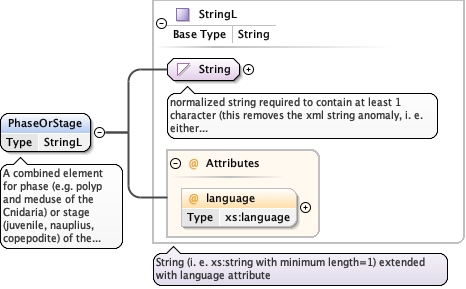 StringL
Base Type String
String
normalized string required to contain at least 1
character (this removes the xml string anomaly, i. e.
either...
PhaseOrStage
Type StringL
A combined element
for phase (e.g. polyp
and meduse of the
Cnidaria) or stage
(juvenile, nauplius,
copepodite) of the...
@ Attributes
@ language
Type xs:language
String (i. e. xs:string with minimum length=1) extended
with language attribute